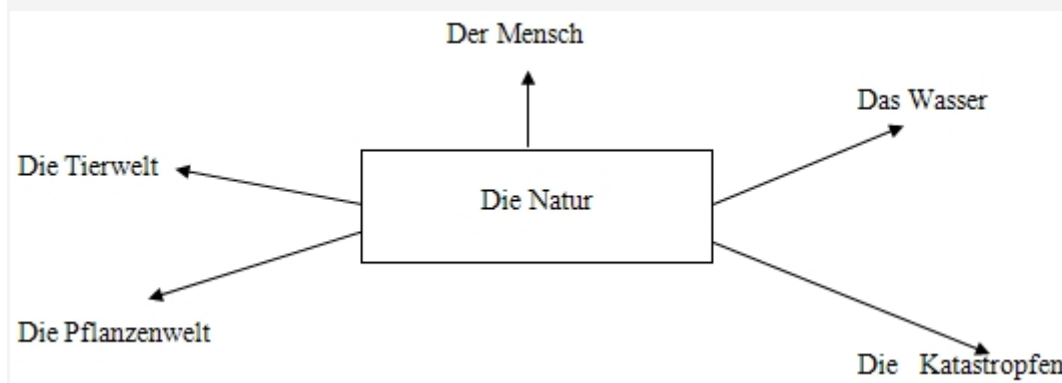 Der Mensch
Das Wasser
Die Tierwelt
Die Natur
Die Pflanzenwelt
Die Katastropfen